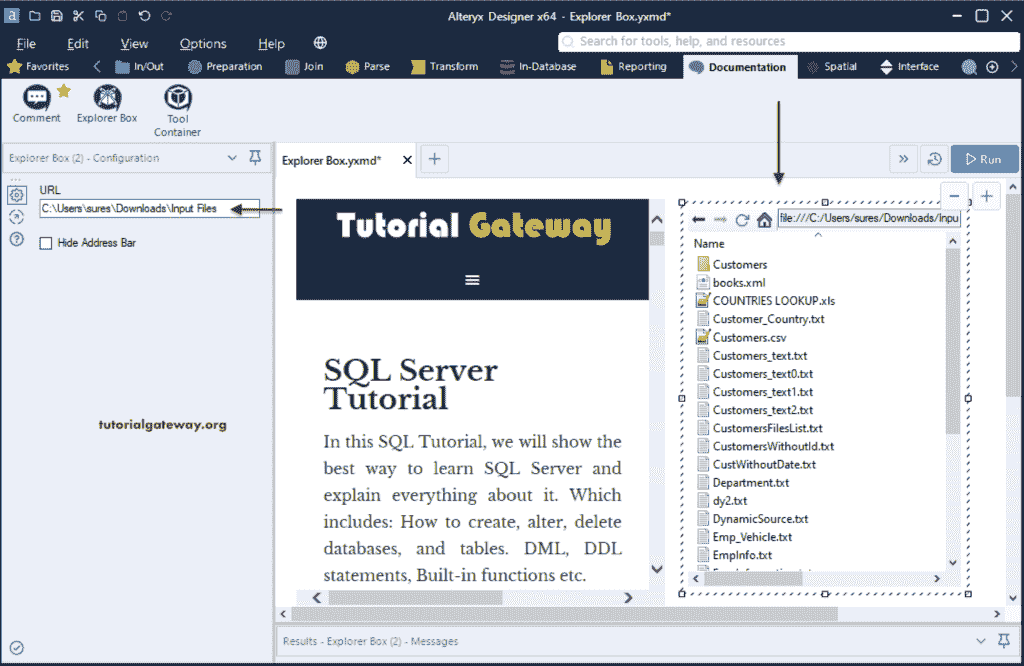 Alteryx Designer x64 - Explorer Box.yxmd*
File Edit View Options Help
Search for tools, help, and resources
Favorites In/Out Preparation Join Parse Transform In-Database Reporting Documentation Spatial Interface
Comment Explorer Box Tool
Container
Explorer Box (2) - Configuration
Explorer Box.yxmd*
Run
URL
C:\Users\sures\Downloads\Input Files
Hide Address Bar
tutorialgateway.org
Tutorial Gateway
SQL Server
Tutorial
In this SQL Tutorial, we will show the
best way to learn SQL Server and
explain everything about it. Which
includes: How to create, alter, delete
databases, and tables. DML, DDL
statements, Built-in functions etc.
file:///C:/Users/sures/Downloads/Inpu
Name
Customers
books.xml
COUNTRIES LOOKUP.xls
Customer_Country.txt
Customers.csv
Customers_text.txt
Customers_text0.txt
Customers_text1.txt
Customers_text2.txt
CustomersFilesList.txt
CustomersWithoutId.txt
CustWithoutDate.txt
Department.txt
dy2.txt
DynamicSource.txt
Emp_Vehicle.txt
EmpInfo.txt
Results - Explorer Box (2) - Messages